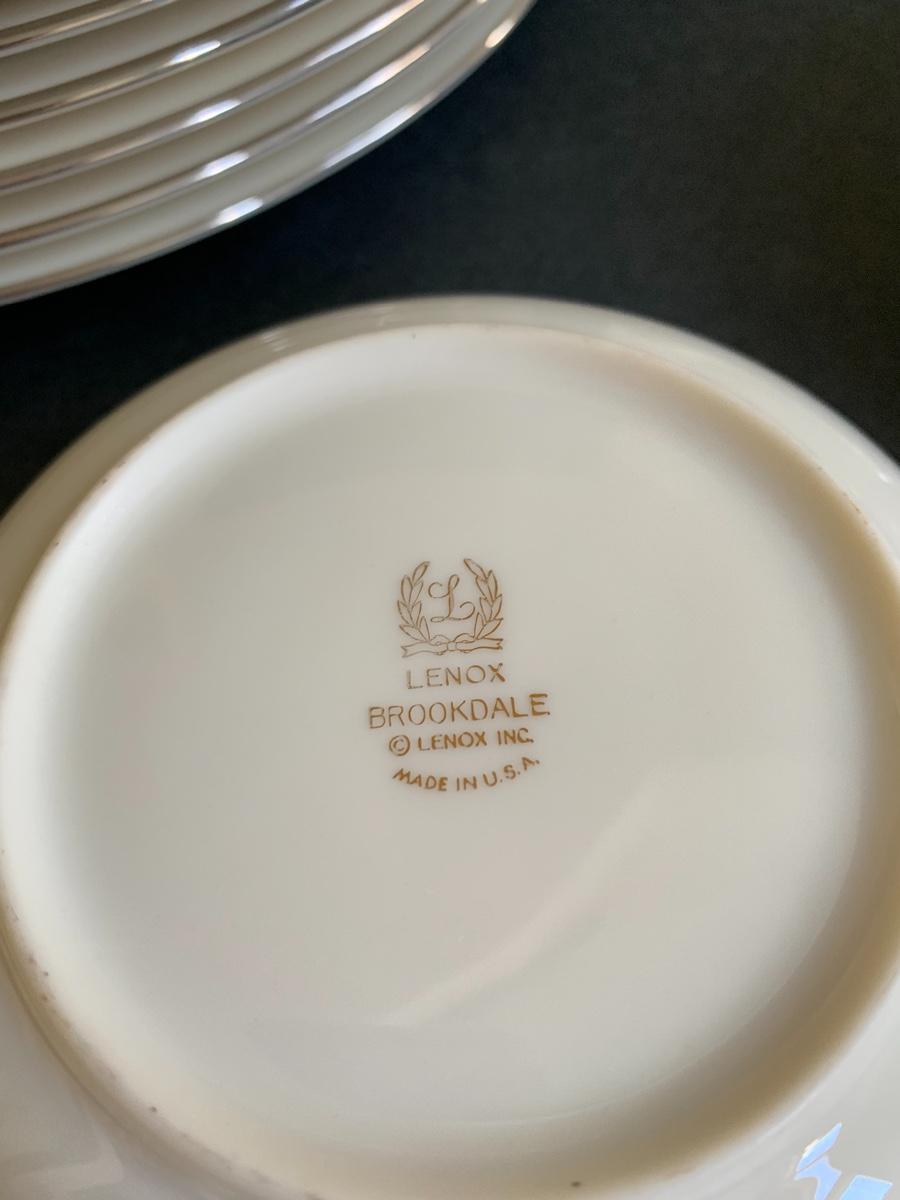 L
LENOX
BROOKDALE
© LENOX INC.
MADE IN U.S.A.